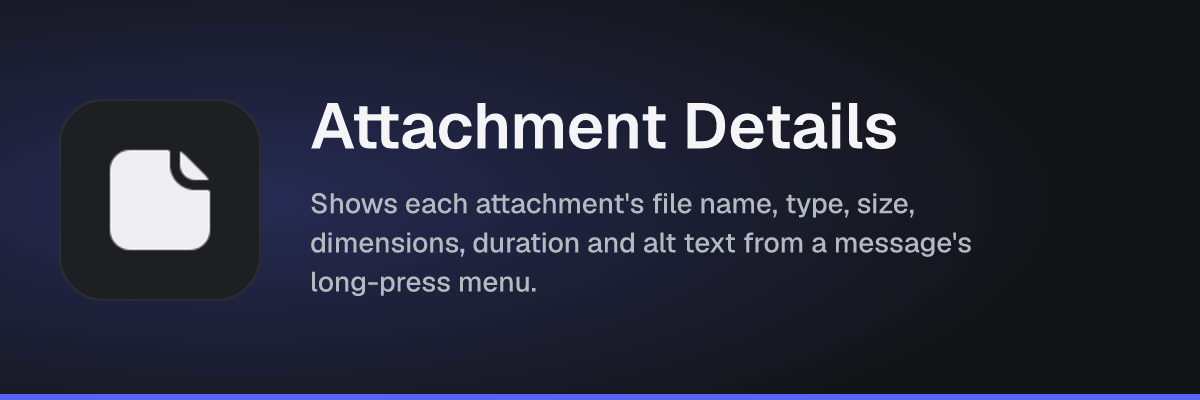 Attachment Details
Shows each attachment's file name, type, size,
dimensions, duration and alt text from a message's
long-press menu.